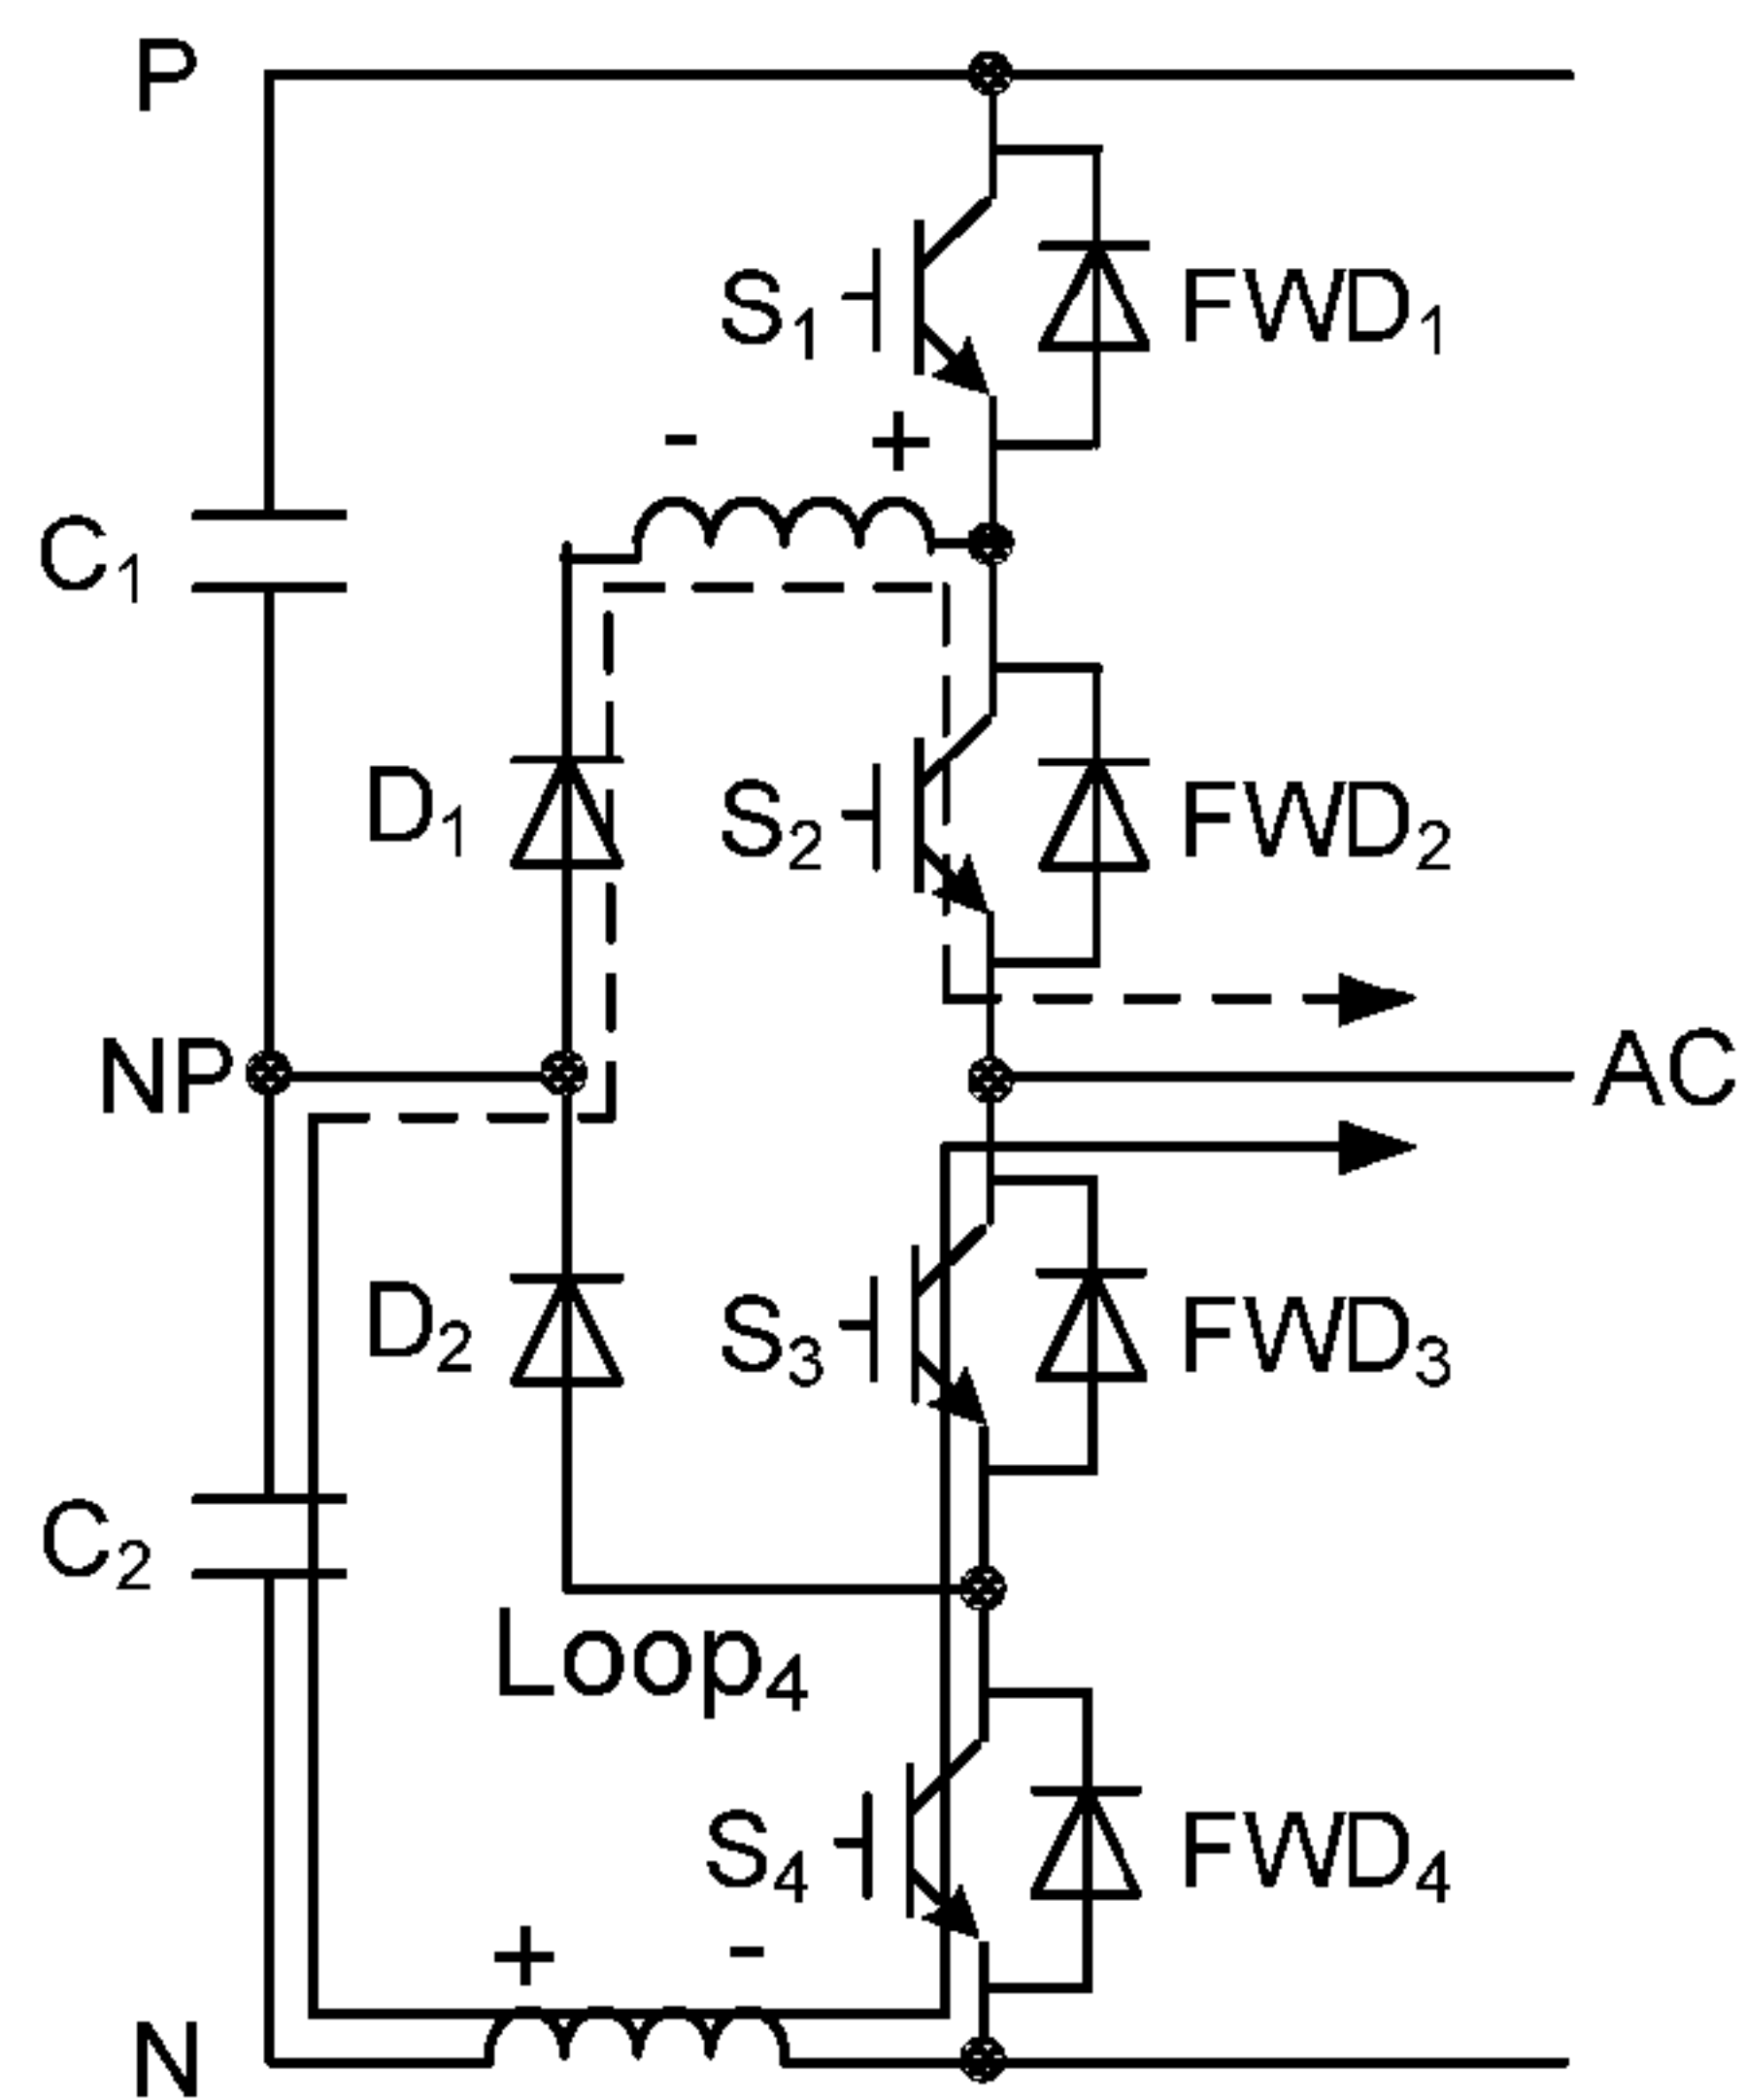 P
S₁ FWD₁
- +
C₁
D₁ S₂ FWD₂
NP AC
D₂ S₃ FWD₃
C₂
Loop₄
S₄ FWD₄
+ -
N